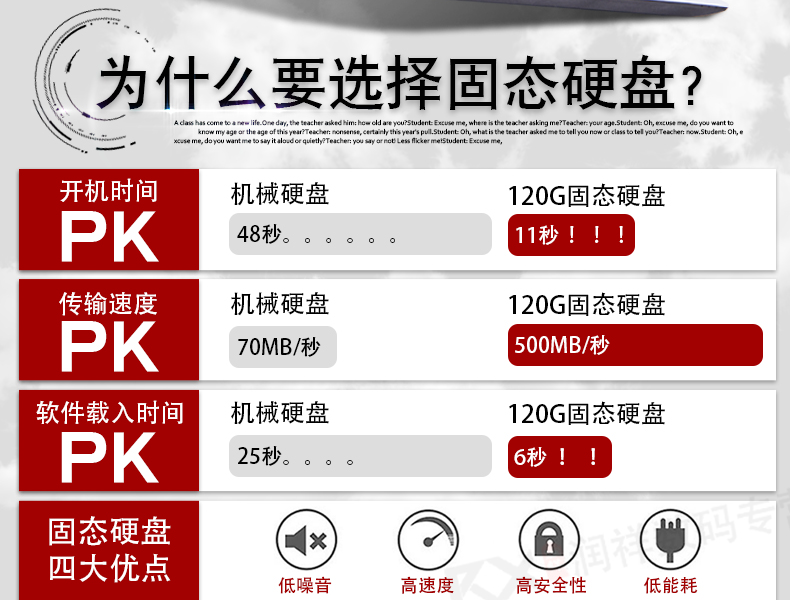 为什么要选择固态硬盘?
A class has come to a new life.One day, the teacher asked him: how old are you?Student: Excuse me, where is the teacher asking me?Teacher: your age.Student: Oh, excuse me, do you want to
know my age or the age of this year?Teacher: nonsense, certainly this year's pull.Student: Oh, what is the teacher asked me to tell you now or class to tell you?Teacher: now.Student: Oh, e
xcuse me, do you want me to say it aloud or quietly?Teacher: you say or not! Less flicker me!Student: Excuse me,
开机时间
PK
机械硬盘
48秒。。。。。。
120G固态硬盘
11秒！！！
传输速度
PK
机械硬盘
70MB/秒
120G固态硬盘
500MB/秒
软件载入时间
PK
机械硬盘
25秒。。。。
120G固态硬盘
6秒！！
固态硬盘
四大优点
低噪音
高速度
高安全性
低能耗